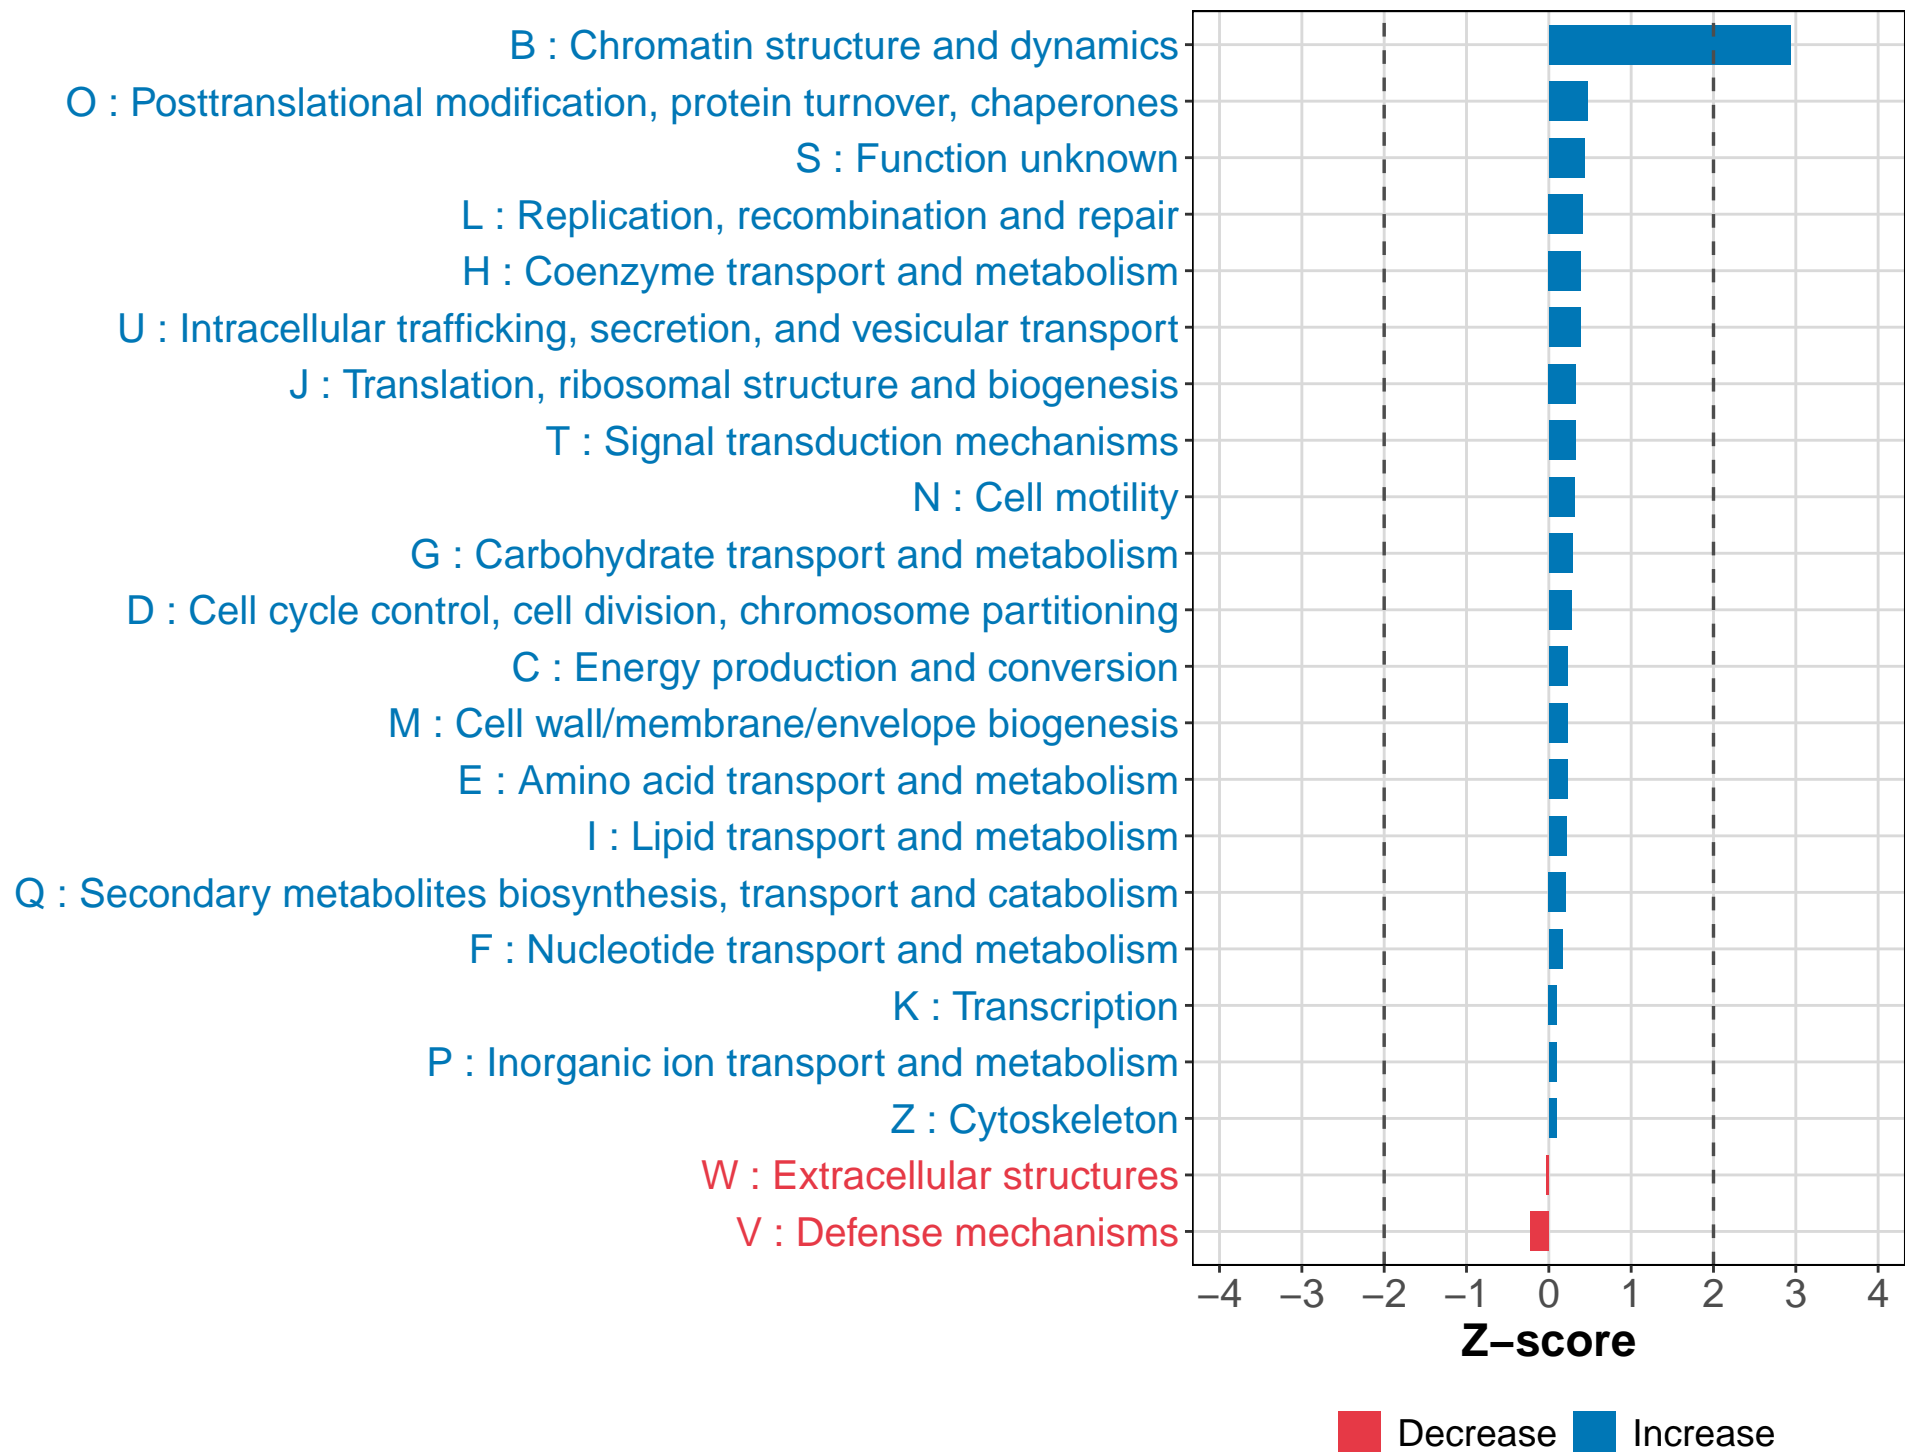 B : Chromatin structure and dynamics
O : Posttranslational modification, protein turnover, chaperones
S : Function unknown
L : Replication, recombination and repair
H : Coenzyme transport and metabolism
U : Intracellular trafficking, secretion, and vesicular transport
J : Translation, ribosomal structure and biogenesis
T : Signal transduction mechanisms
N : Cell motility
G : Carbohydrate transport and metabolism
D : Cell cycle control, cell division, chromosome partitioning
C : Energy production and conversion
M : Cell wall/membrane/envelope biogenesis
E : Amino acid transport and metabolism
I : Lipid transport and metabolism
Q : Secondary metabolites biosynthesis, transport and catabolism
F : Nucleotide transport and metabolism
K : Transcription
P : Inorganic ion transport and metabolism
Z : Cytoskeleton
W : Extracellular structures
V : Defense mechanisms
−4 −3 −2 −1 0 1 2 3 4
Z−score
Decrease Increase